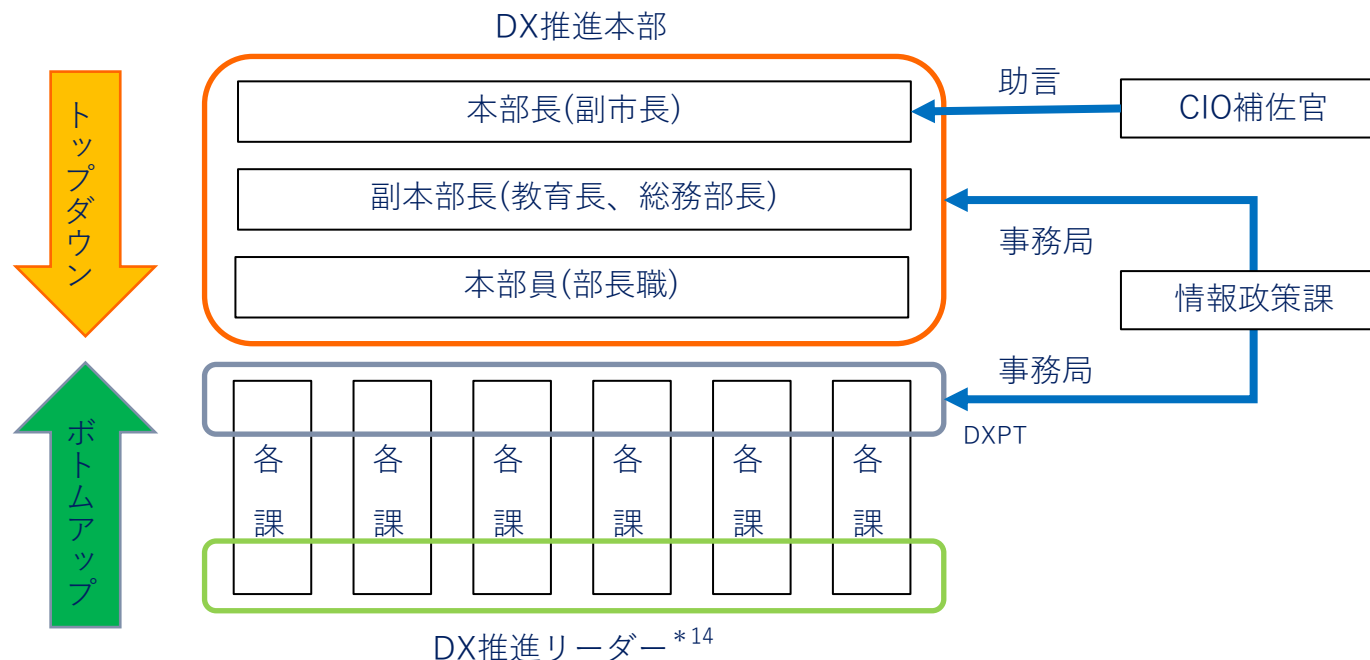 DX推進本部
トップダウン
本部長(副市長)
助言
CIO補佐官
副本部長(教育長、総務部長)
事務局
本部員(部長職)
情報政策課
ボトムアップ
事務局
DXPT
各課
各課
各課
各課
各課
各課
DX推進リーダー*14